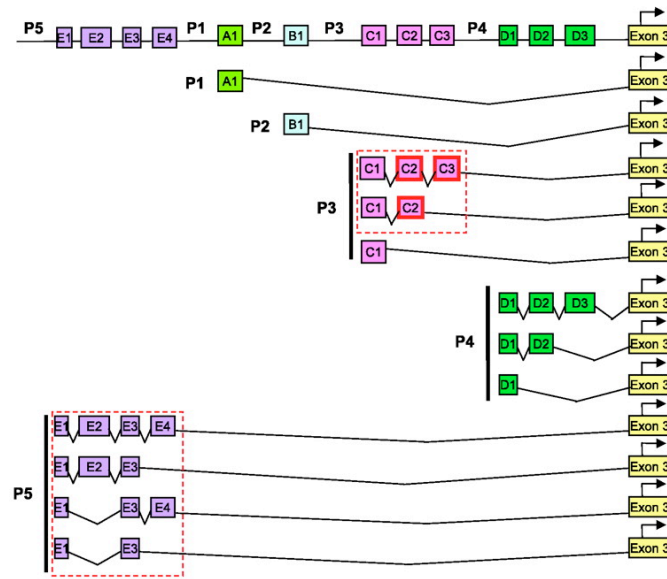 P5 E1 E2 E3 E4 P1 A1 P2 B1 P3 C1 C2 C3 P4 D1 D2 D3 Exon 3
P1 A1 Exon 3
P2 B1 Exon 3
C1 C2 C3 Exon 3
P3 C1 C2 Exon 3
C1 Exon 3
D1 D2 D3 Exon 3
P4 D1 D2 Exon 3
D1 Exon 3
E1 E2 E3 E4 Exon 3
P5 E1 E2 E3 Exon 3
E1 E3 E4 Exon 3
E1 E3 Exon 3